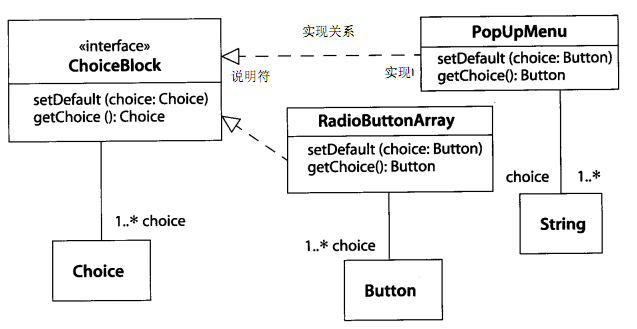 «interface»
ChoiceBlock
setDefault (choice: Choice)
getChoice (): Choice
实现关系
说明符
实现
PopUpMenu
setDefault (choice: Button)
getChoice(): Button
RadioButtonArray
setDefault (choice: Button)
getChoice(): Button
1..* choice
Choice
1..* choice
Button
choice 1..*
String